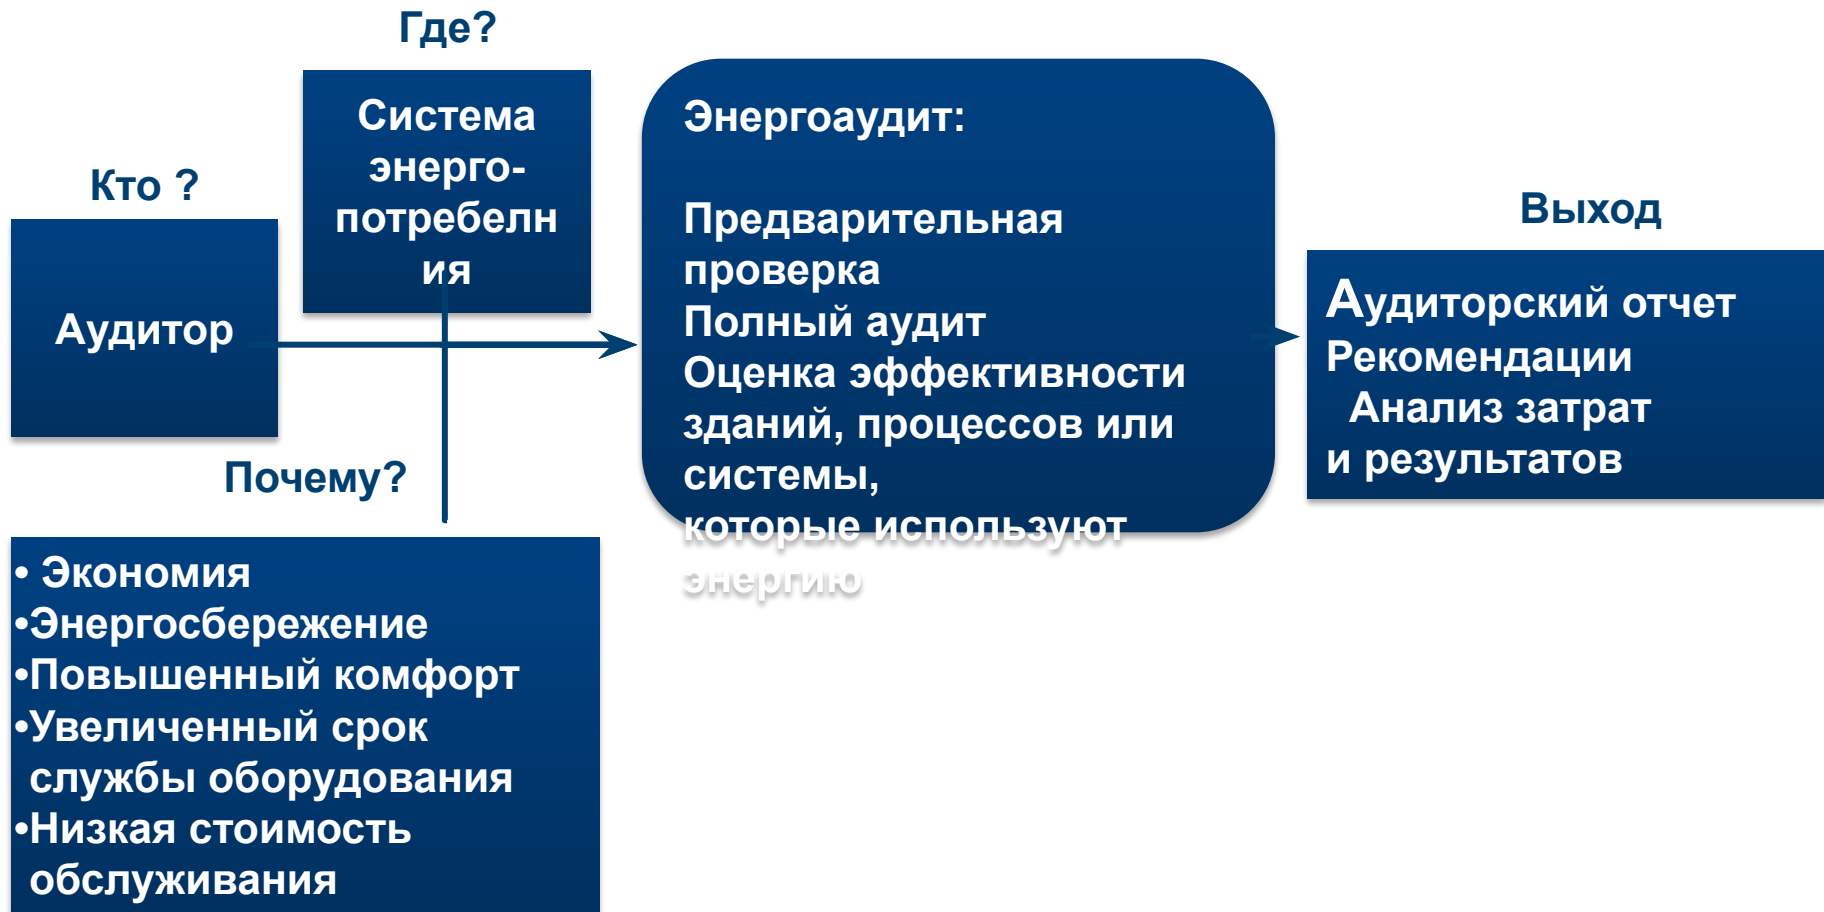 Где?
Система
энерго-
потребелн
ия
Кто ?
Аудитор
Почему?
• Экономия
•Энергосбережение
•Повышенный комфорт
•Увеличенный срок
службы оборудования
•Низкая стоимость
обслуживания
Энергоаудит:
Предварительная
проверка
Полный аудит
Оценка эффективности
зданий, процессов или
системы,
которые используют
энергию
Выход
Аудиторский отчет
Рекомендации
Анализ затрат
и результатов